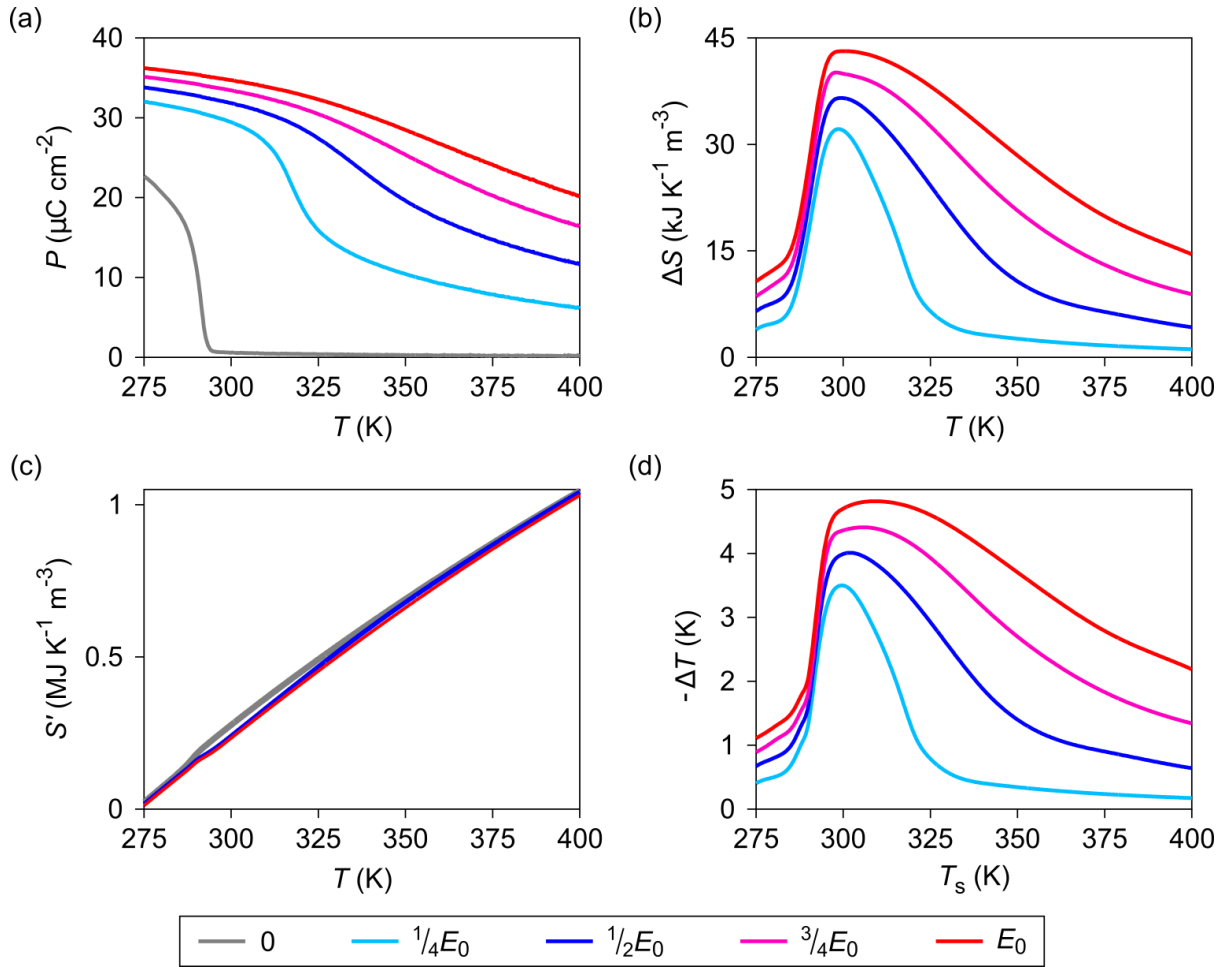 (a)
40
30
20
10
0
P (µC cm⁻²)
275 300 325 350 375 400
T (K)
(b)
45
30
15
0
ΔS (kJ K⁻¹ m⁻³)
275 300 325 350 375 400
T (K)
(c)
1
0.5
0
S′ (MJ K⁻¹ m⁻³)
275 300 325 350 375 400
T (K)
(d)
5
4
3
2
1
0
-ΔT (K)
275 300 325 350 375 400
Tₛ (K)
0 ¹/₄E₀ ¹/₂E₀ ³/₄E₀ E₀